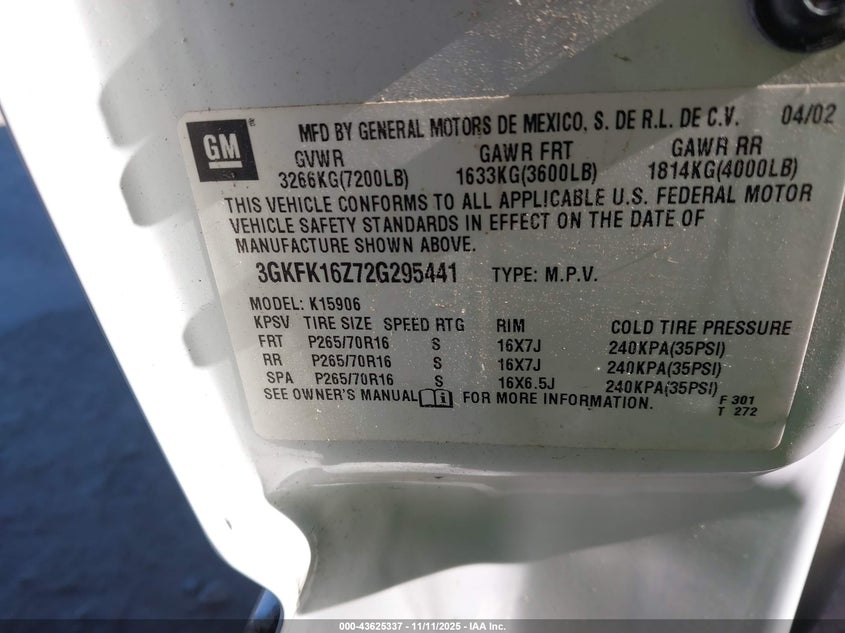 GM®
MFD BY GENERAL MOTORS DE MEXICO, S. DE R.L. DE C.V. 04/02
GVWR GAWR FRT GAWR RR
3266KG(7200LB) 1633KG(3600LB) 1814KG(4000LB)
THIS VEHICLE CONFORMS TO ALL APPLICABLE U.S. FEDERAL MOTOR
VEHICLE SAFETY STANDARDS IN EFFECT ON THE DATE OF
MANUFACTURE SHOWN ABOVE.
3GKFK16Z72G295441 TYPE: M.P.V.
MODEL: K15906
KPSV TIRE SIZE SPEED RTG RIM COLD TIRE PRESSURE
FRT P265/70R16 S 16X7J 240KPA(35PSI)
RR P265/70R16 S 16X7J 240KPA(35PSI)
SPA P265/70R16 S 16X6.5J 240KPA(35PSI)
SEE OWNER'S MANUAL i FOR MORE INFORMATION. F 301
T 272
000-43625337 - 11/11/2025 - IAA Inc.